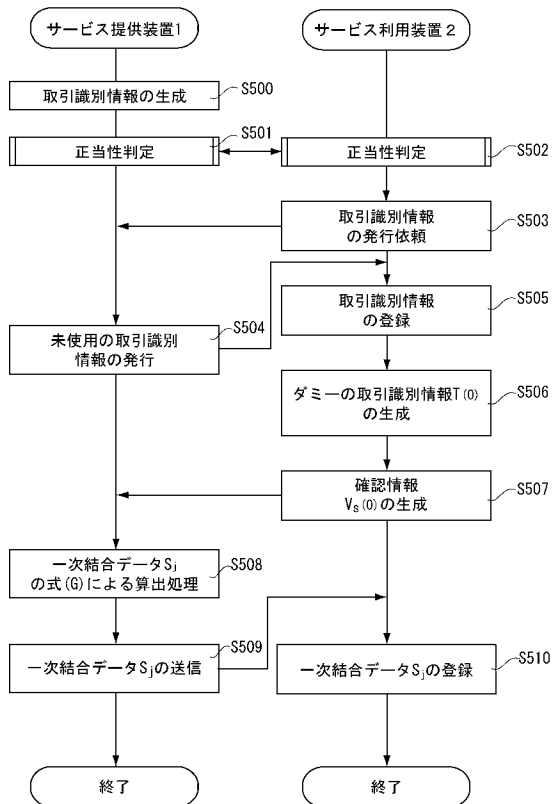 サービス提供装置1
サービス利用装置2
取引識別情報の生成
S500
正当性判定
S501
正当性判定
S502
取引識別情報
の発行依頼
S503
未使用の取引識別
情報の発行
S504
取引識別情報
の登録
S505
ダミーの取引識別情報T(0)
の生成
S506
確認情報
Vs(0)の生成
S507
一次結合データSj
の式(G)による算出処理
S508
一次結合データSjの送信
S509
一次結合データSjの登録
S510
終了
終了